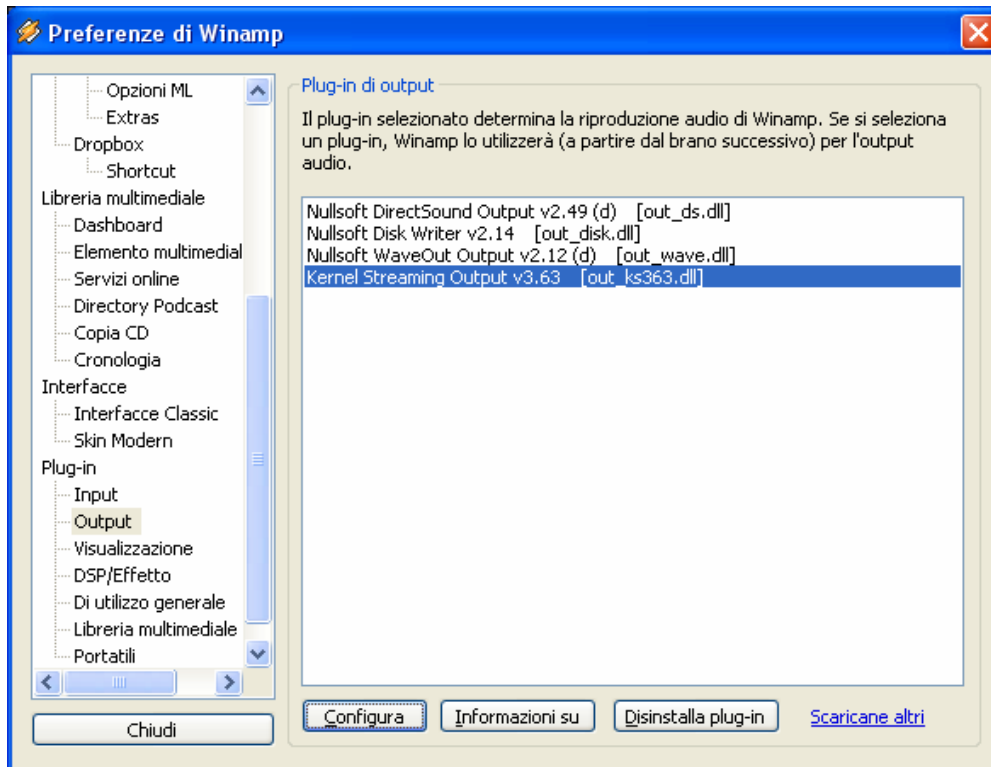 Preferenze di Winamp
Opzioni ML
Extras
Dropbox
Shortcut
Libreria multimediale
Dashboard
Elemento multimedial
Servizi online
Directory Podcast
Copia CD
Cronologia
Interfacce
Interfacce Classic
Skin Modern
Plug-in
Input
Output
Visualizzazione
DSP/Effetto
Di utilizzo generale
Libreria multimediale
Portatili
Chiudi
Plug-in di output
Il plug-in selezionato determina la riproduzione audio di Winamp. Se si seleziona
un plug-in, Winamp lo utilizzerà (a partire dal brano successivo) per l'output
audio.
Nullsoft DirectSound Output v2.49 (d) [out_ds.dll]
Nullsoft Disk Writer v2.14 [out_disk.dll]
Nullsoft WaveOut Output v2.12 (d) [out_wave.dll]
Kernel Streaming Output v3.63 [out_ks363.dll]
Configura
Informazioni su
Disinstalla plug-in
Scaricane altri